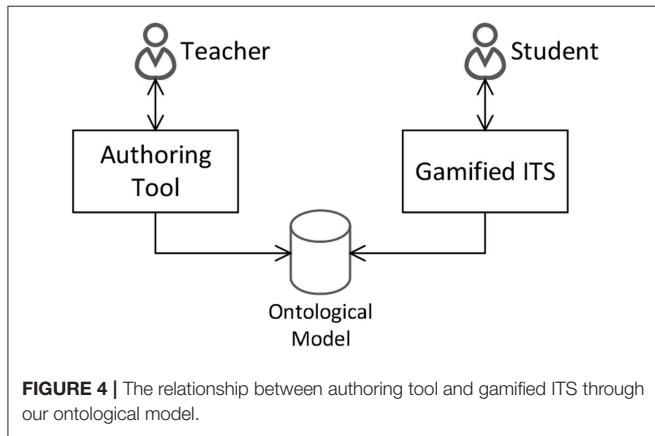 Teacher
Student
Authoring
Tool
Gamified ITS
Ontological
Model
FIGURE 4 | The relationship between authoring tool and gamified ITS through
our ontological model.